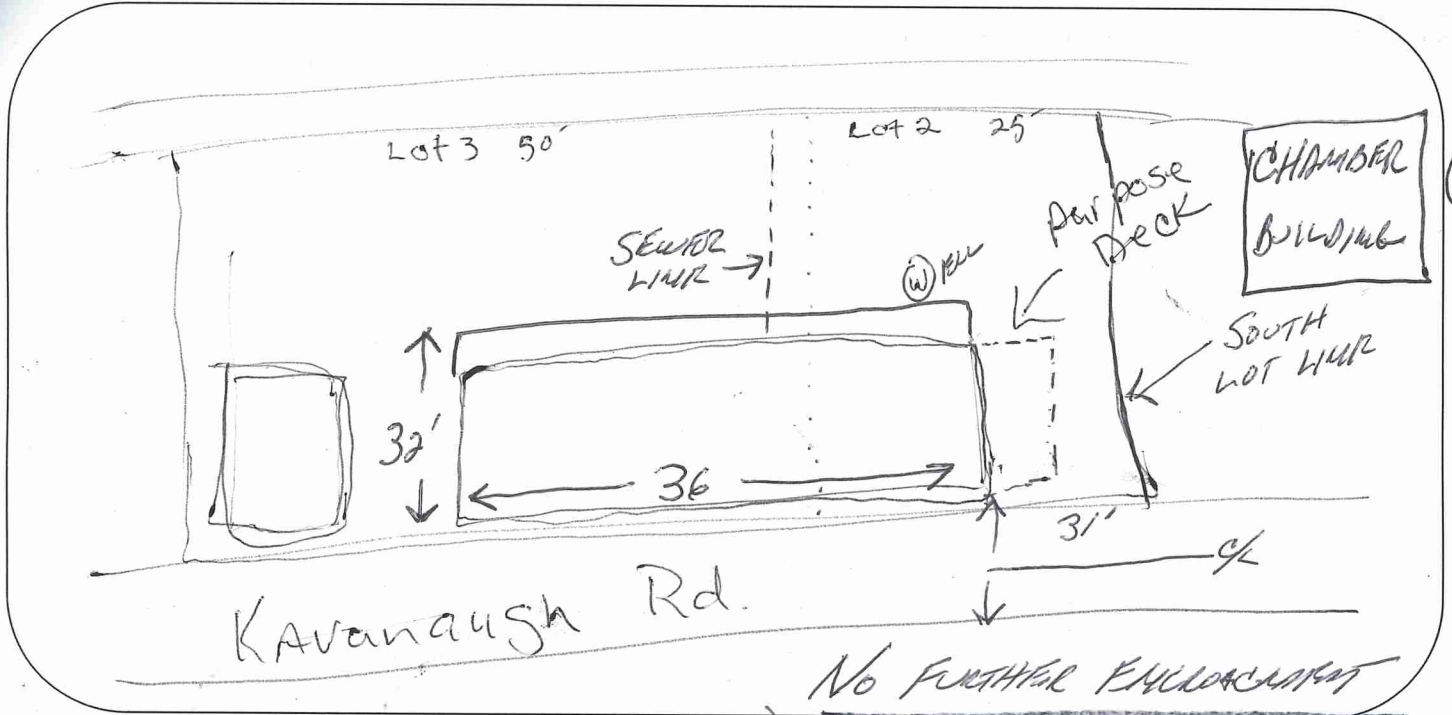 Lot 3 50'
Lot 2 25'
CHAMBER
BUILDING
purpose
Deck
SEWER
LINE
W
WELL
SOUTH
LOT LINE
32'
36
31'
C/L
Kavanaugh Rd.
NO FURTHER ENCROACHMENT